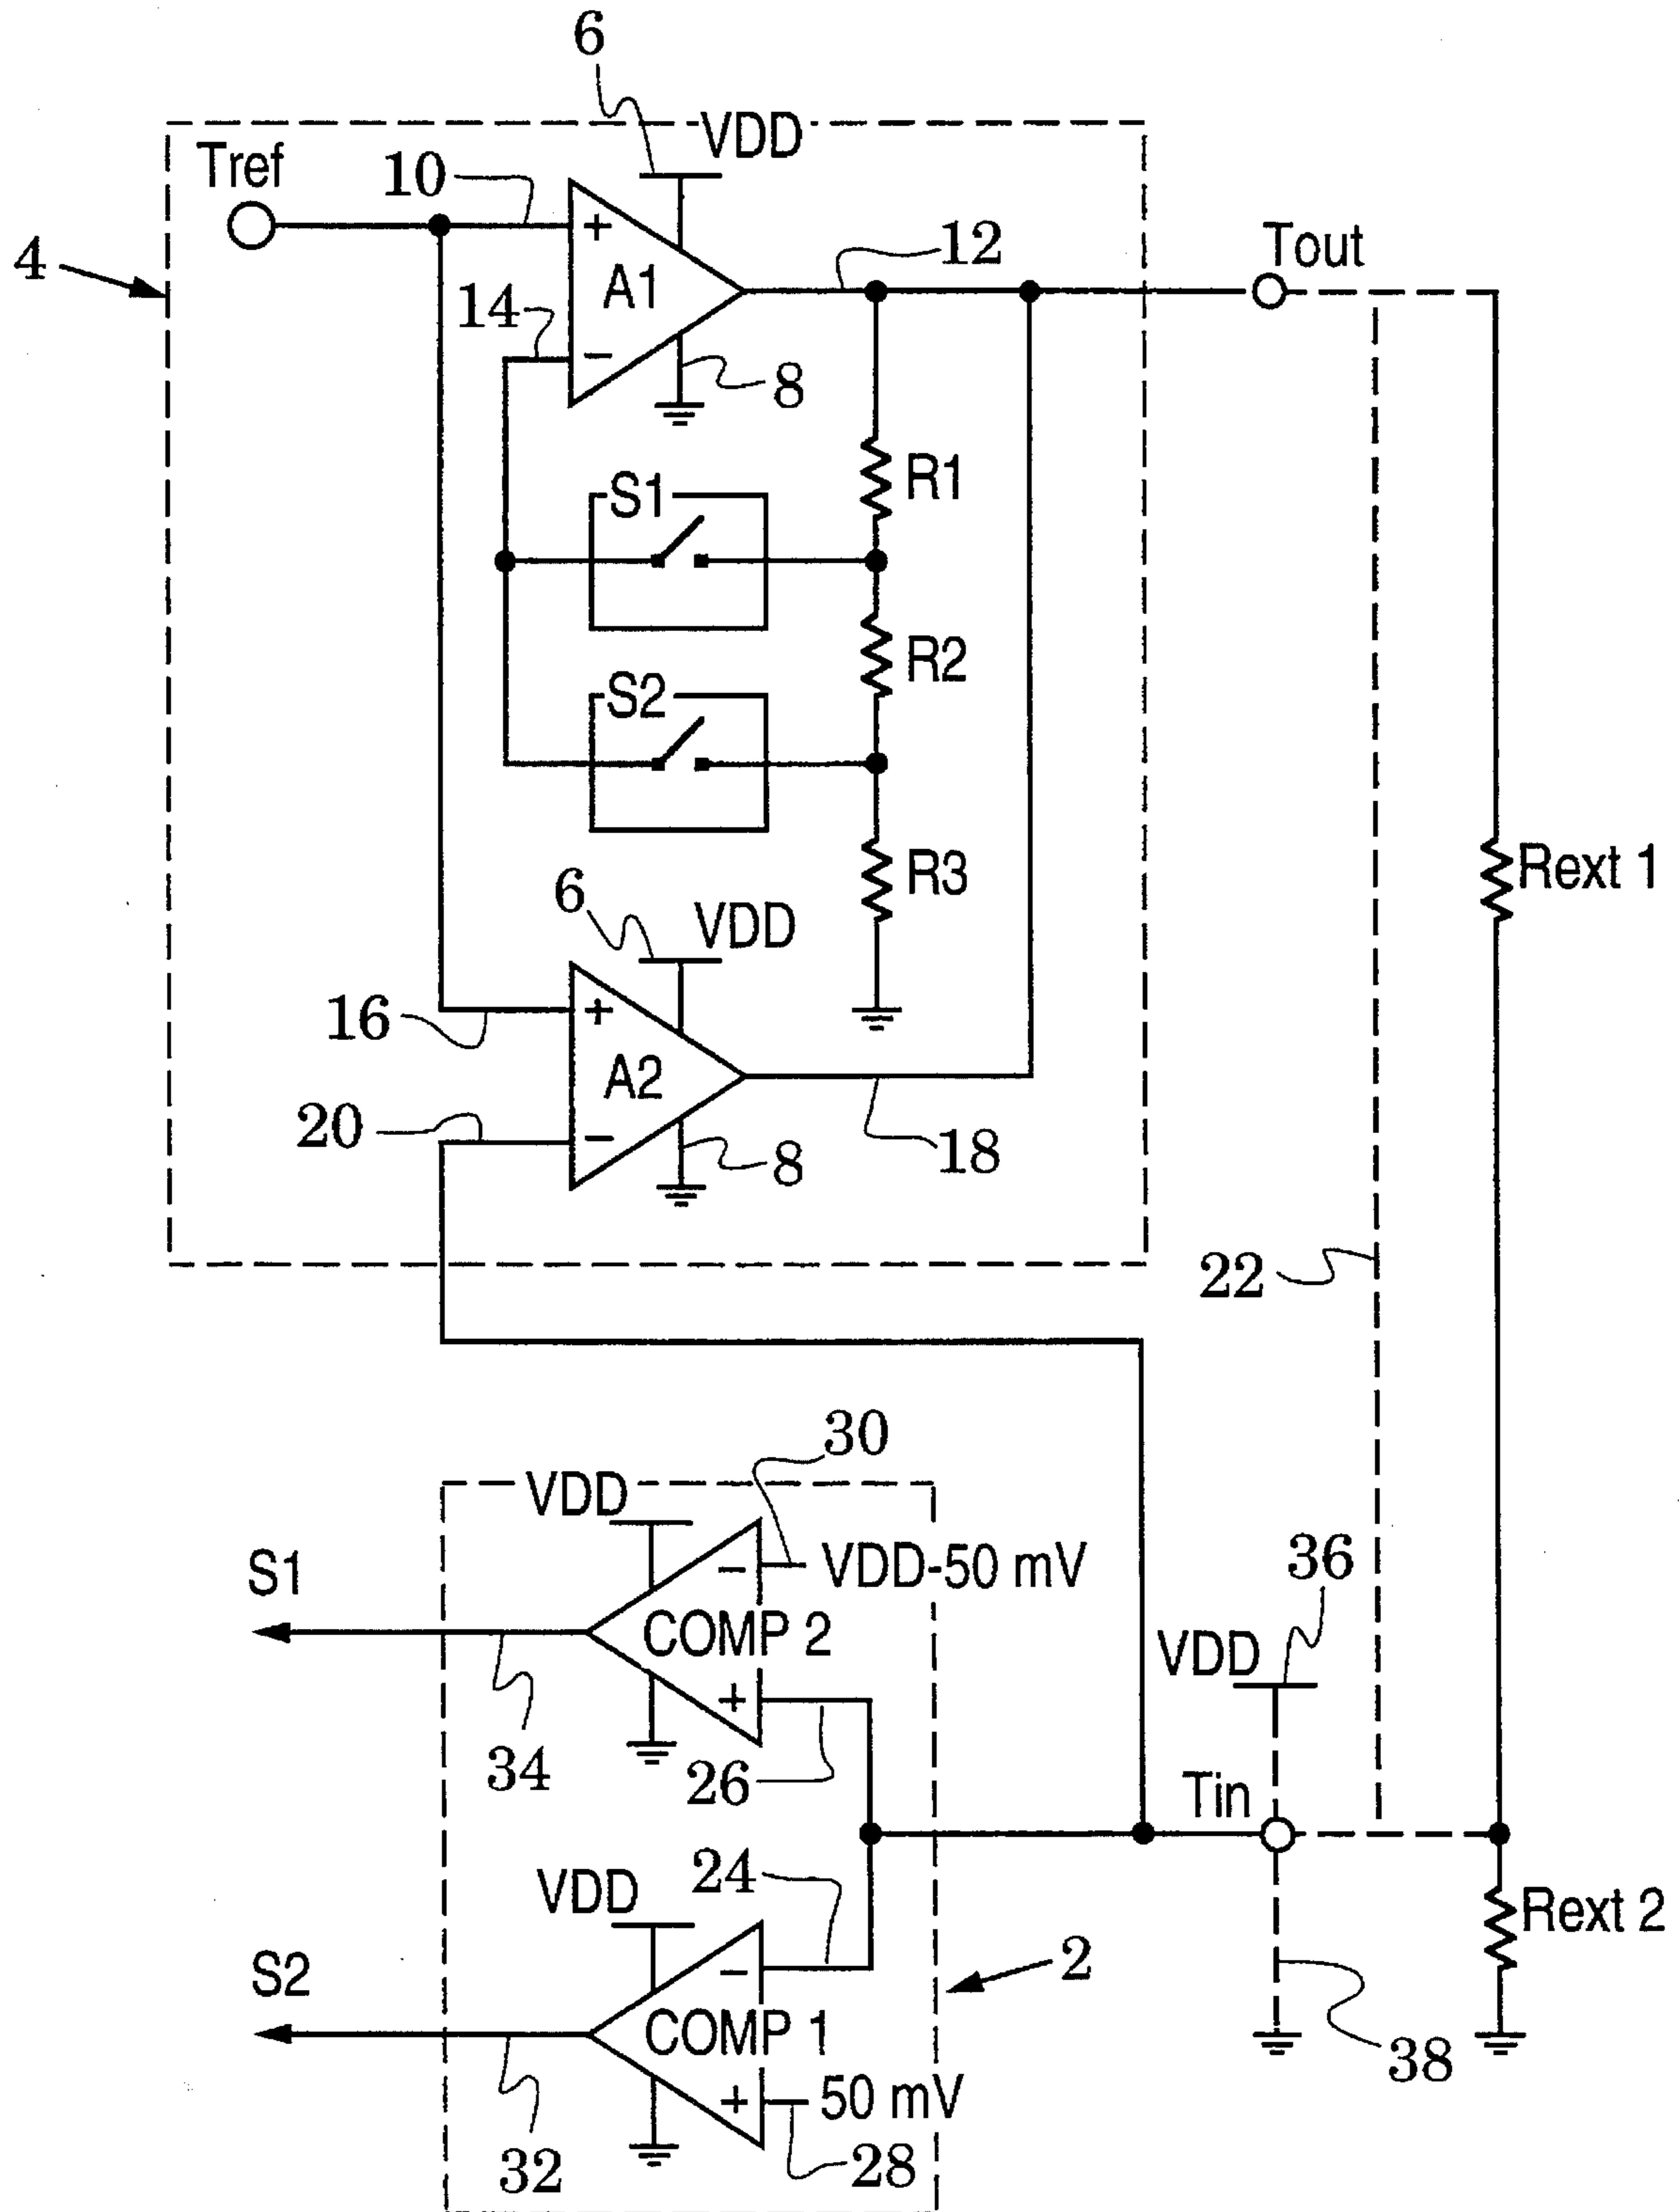 6
VDD
Tref
10
+
A1
12
Tout
4
14
−
8
S1
R1
S2
R2
R3
Rext 1
6
VDD
16
+
A2
20
−
8
18
22
30
VDD
−
VDD-50 mV
S1
COMP 2
36
VDD
+
34
26
Tin
24
VDD
Rext 2
S2
−
2
COMP 1
38
+
50 mV
32
28